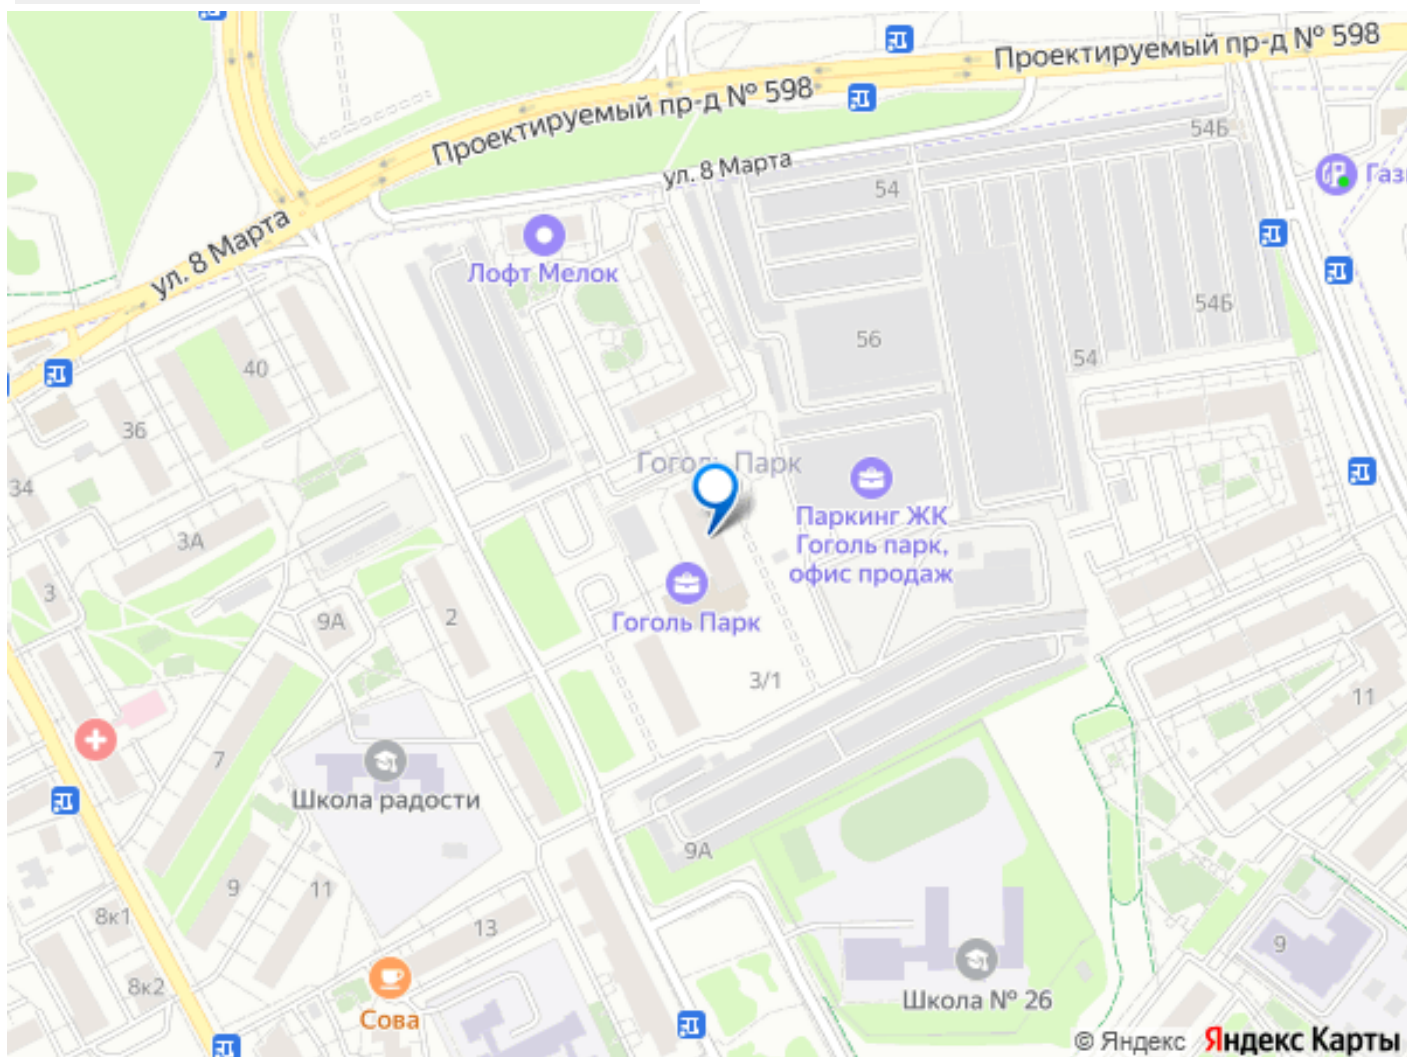 Проектируемый пр-д № 598
Проектируемый пр-д № 598
54Б
ул. 8 Марта
54
Газ
ул. 8 Марта
Лофт Мелок
54Б
56
54
40
36
Гоголь Парк
34
Паркинг ЖК
Гоголь парк,
офис продаж
3А
3
Гоголь Парк
9А
2
3/1
11
7
Школа радости
9А
9
11
8к1
13
9
8к2
Школа № 26
Сова
© Яндекс Яндекс Карты